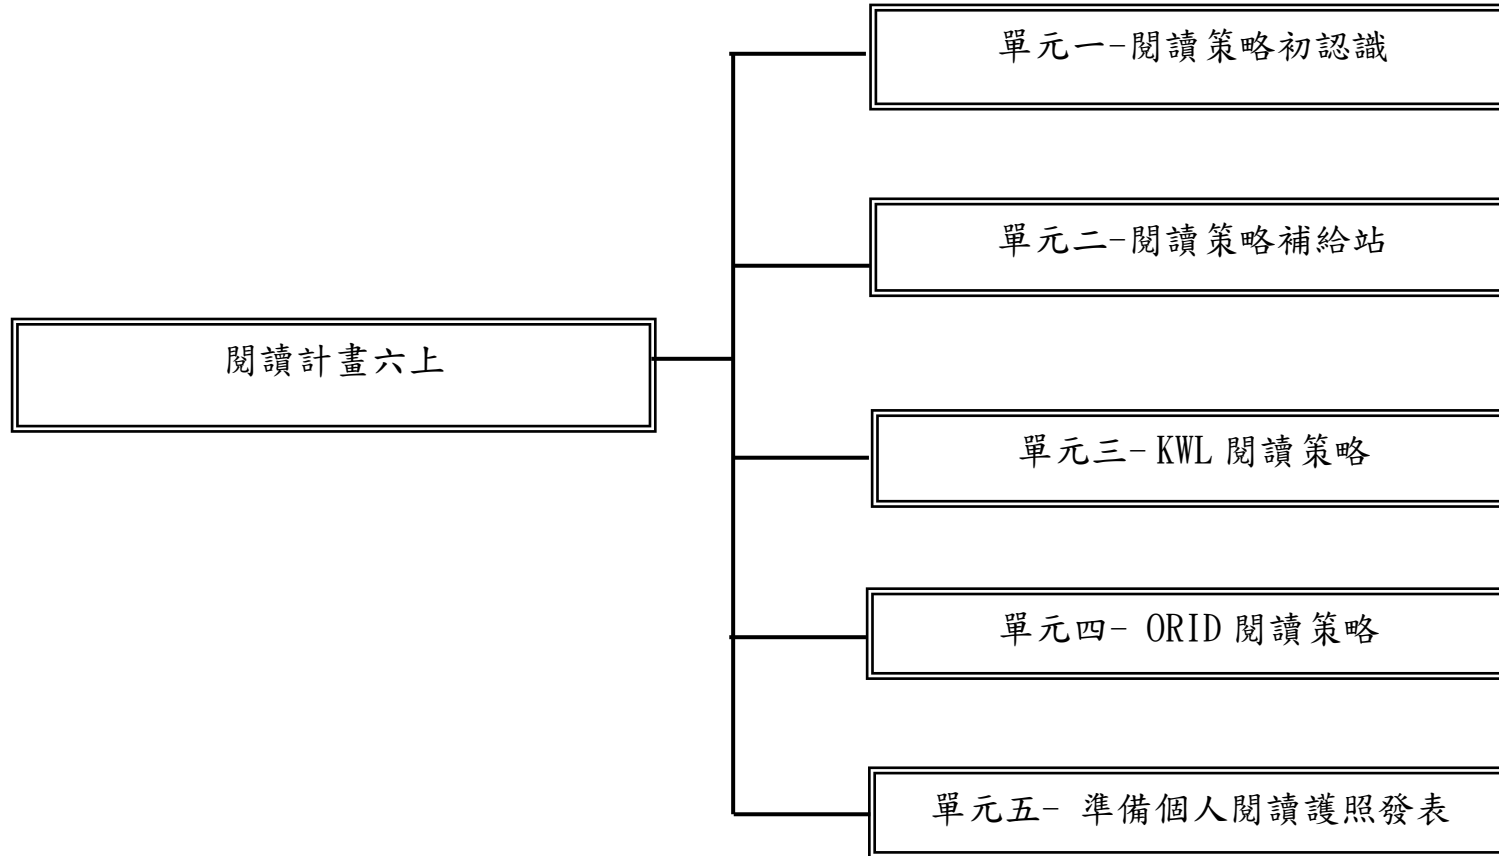 單元一-閱讀策略初認識
單元二-閱讀策略補給站
閱讀計畫六上
單元三- KWL 閱讀策略
單元四- ORID 閱讀策略
單元五- 準備個人閱讀護照發表